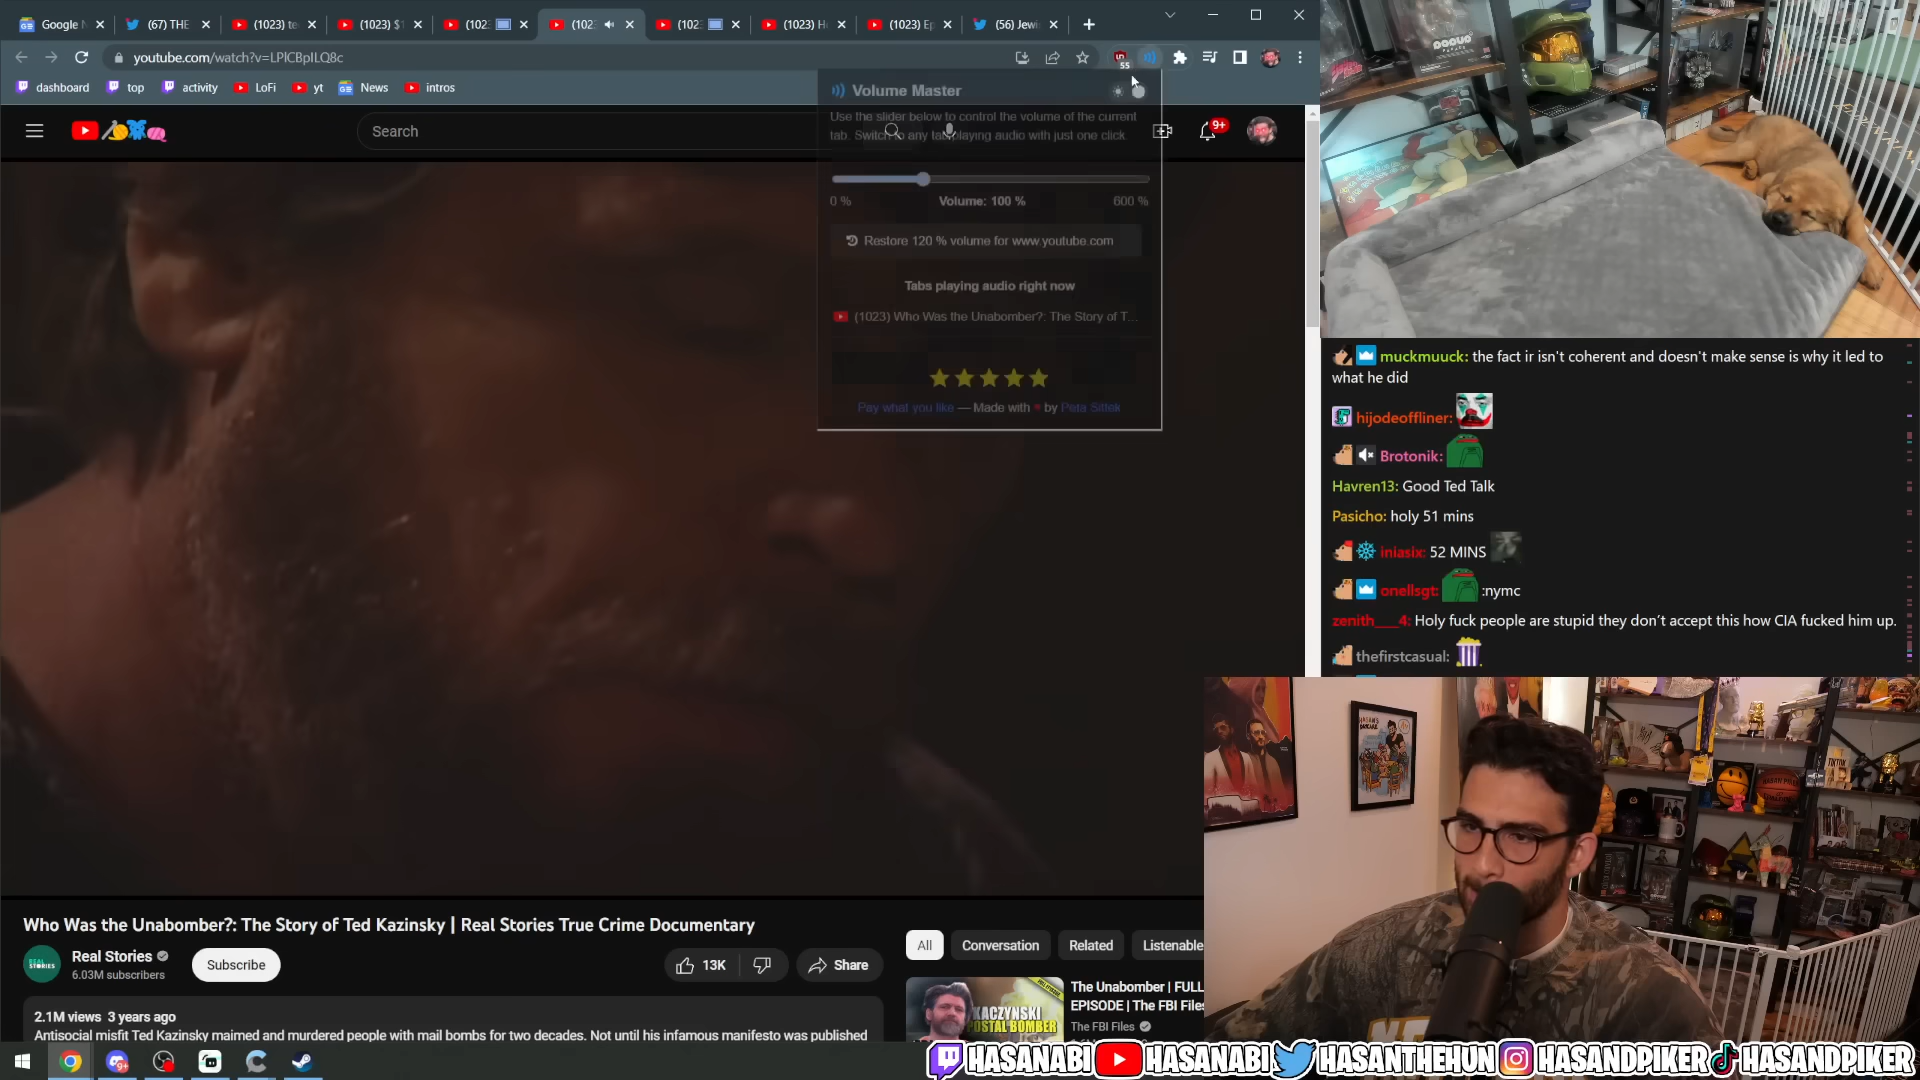 Google N
(67) THE
(1023) te
(1023) $1
(102
(102
(102
(1023) H
(1023) Ep
(56) Jewi
youtube.com/watch?v=LPlCBpILQ8c
55
dashboard
top
activity
LoFi
yt
News
intros
Search
9+
Volume Master
Use the slider below to control the volume of the current
tab. Switch to any tab playing audio with just one click.
0 %
Volume: 100 %
600 %
Restore 120 % volume for www.youtube.com
Tabs playing audio right now
(1023) Who Was the Unabomber?: The Story of T...
Pay what you like — Made with ♥ by Petr Sittek
Who Was the Unabomber?: The Story of Ted Kazinsky | Real Stories True Crime Documentary
REAL STORIES
Real Stories
6.03M subscribers
Subscribe
13K
Share
2.1M views 3 years ago
Antisocial misfit Ted Kazinsky maimed and murdered people with mail bombs for two decades. Not until his infamous manifesto was published
All
Conversation
Related
Listenable
KACZYNSKI
POSTAL BOMBER
The Unabomber | FULL
EPISODE | The FBI Files
The FBI Files
muckmuuck: the fact ir isn't coherent and doesn't make sense is why it led to
what he did
hijodeoffliner:
Brotonik:
Havren13: Good Ted Talk
Pasicho: holy 51 mins
iniasix: 52 MINS
onellsgt: :nymc
zenith___4: Holy fuck people are stupid they don't accept this how CIA fucked him up.
thefirstcasual:
HASANABI
HASANABI
HASANTHEHUN
HASANDPIKER
HASANDPIKER